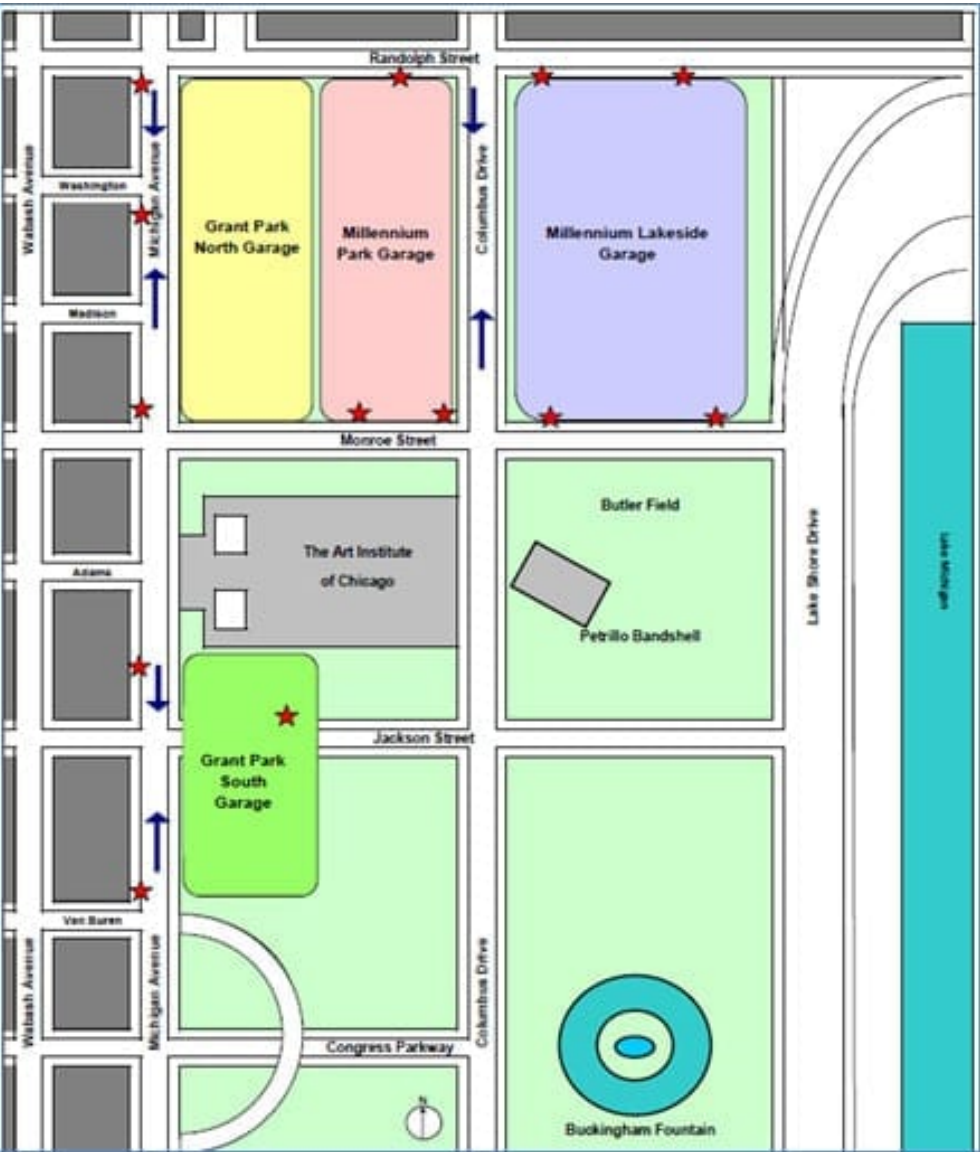 Randolph Street
Wabash Avenue
Michigan Avenue
Columbus Drive
Washington
Grant Park
North Garage
Millennium
Park Garage
Millennium Lakeside
Garage
Madison
Monroe Street
Butler Field
The Art Institute
of Chicago
Lake Shore Drive
Lake Michigan
Adams
Petrillo Bandshell
Jackson Street
Grant Park
South
Garage
Van Buren
Wabash Avenue
Michigan Avenue
Columbus Drive
Congress Parkway
N
Buckingham Fountain